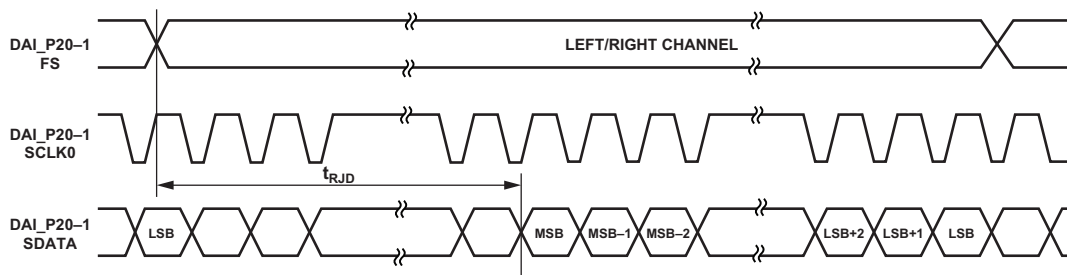 DAI_P20–1
FS
LEFT/RIGHT CHANNEL
DAI_P20–1
SCLK0
tRJD
DAI_P20–1
SDATA
LSB
MSB
MSB–1
MSB–2
LSB+2
LSB+1
LSB